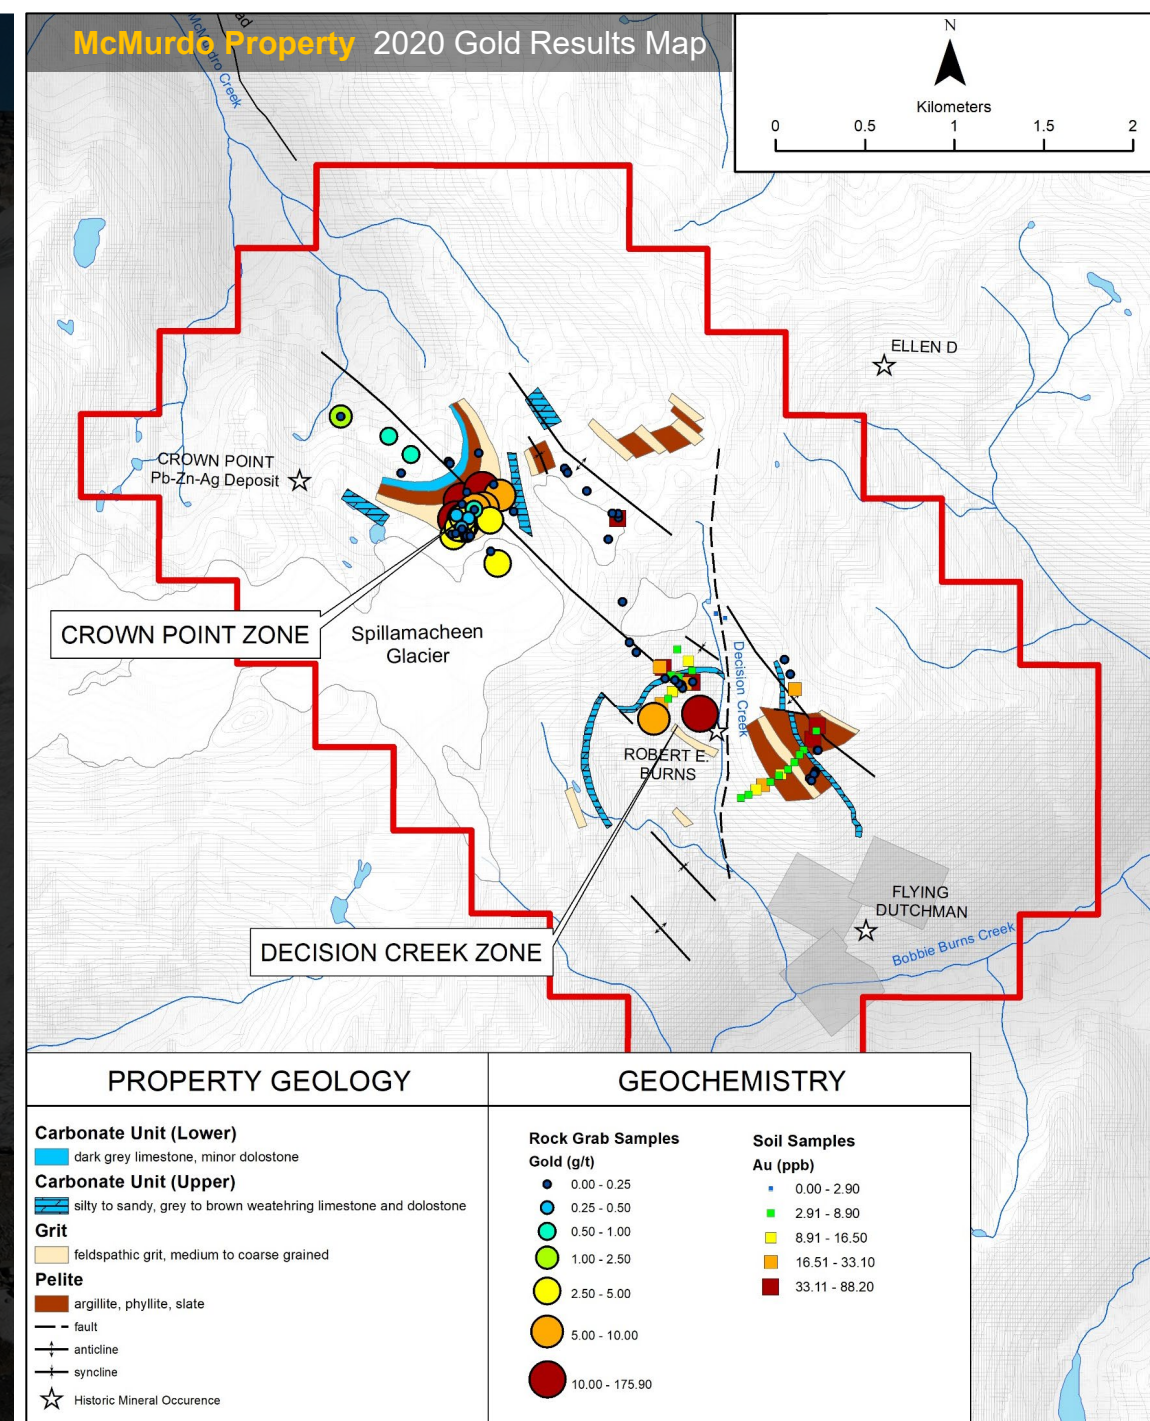 McMurdo Property 2020 Gold Results Map
ad
McMurdro Creek
N
Kilometers
0 0.5 1 1.5 2
ELLEN D
CROWN POINT
Pb-Zn-Ag Deposit
CROWN POINT ZONE
Spillamacheen
Glacier
Decision Creek
ROBERT E.
BURNS
FLYING
DUTCHMAN
DECISION CREEK ZONE
Bobbie Burns Creek
PROPERTY GEOLOGY
Carbonate Unit (Lower)
dark grey limestone, minor dolostone
Carbonate Unit (Upper)
silty to sandy, grey to brown weatehring limestone and dolostone
Grit
feldspathic grit, medium to coarse grained
Pelite
argillite, phyllite, slate
fault
anticline
syncline
Historic Mineral Occurence
GEOCHEMISTRY
Rock Grab Samples
Gold (g/t)
0.00 - 0.25
0.25 - 0.50
0.50 - 1.00
1.00 - 2.50
2.50 - 5.00
5.00 - 10.00
10.00 - 175.90
Soil Samples
Au (ppb)
0.00 - 2.90
2.91 - 8.90
8.91 - 16.50
16.51 - 33.10
33.11 - 88.20